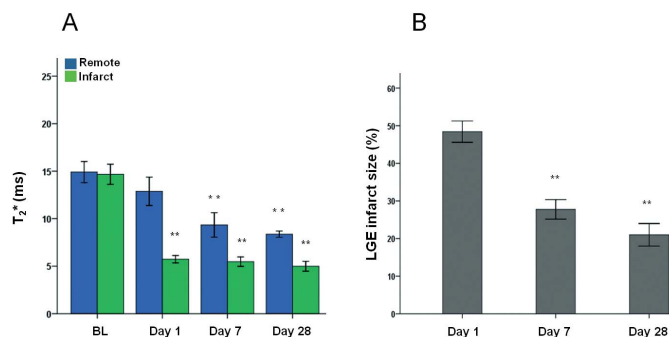 A
Remote
Infarct
25
20
15
10
5
0
T2* (ms)
** ** ** ** **
BL Day 1 Day 7 Day 28
B
60
50
40
30
20
10
0
LGE infarct size (%)
** **
Day 1 Day 7 Day 28